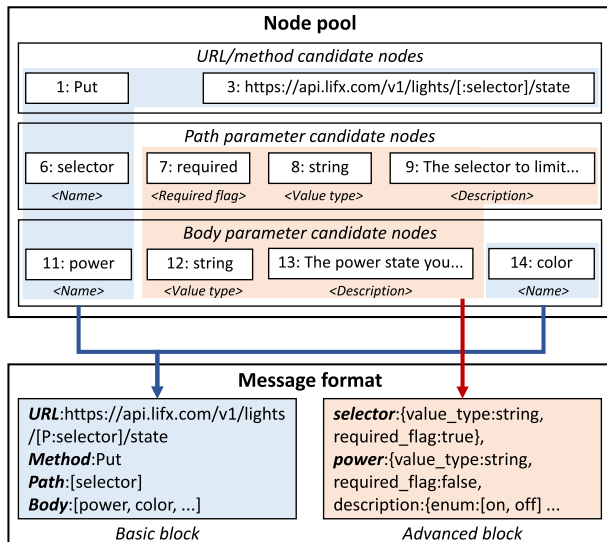 Node pool
URL/method candidate nodes
1: Put
3: https://api.lifx.com/v1/lights/[:selector]/state
Path parameter candidate nodes
6: selector
7: required
8: string
9: The selector to limit...
<Name>
<Required flag>
<Value type>
<Description>
Body parameter candidate nodes
11: power
12: string
13: The power state you...
14: color
<Name>
<Value type>
<Description>
<Name>
Message format
URL:https://api.lifx.com/v1/lights
/[P:selector]/state
Method:Put
Path:[selector]
Body:[power, color, ...]
Basic block
selector:{value_type:string,
required_flag:true},
power:{value_type:string,
required_flag:false,
description:{enum:[on, off] ...
Advanced block